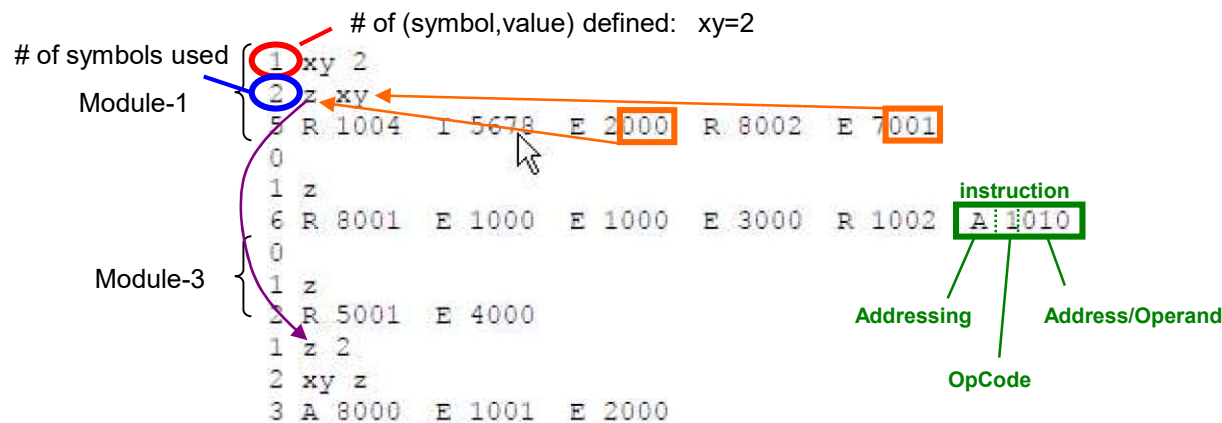 # of (symbol,value) defined: xy=2
# of symbols used
1 xy 2
Module-1
2 z xy
5 R 1004 I 5678 E 2000 R 8002 E 7001
0
1 z
instruction
6 R 8001 E 1000 E 1000 E 3000 R 1002 A 1010
0
Module-3
1 z
2 R 5001 E 4000
Addressing
Address/Operand
1 z 2
OpCode
2 xy z
3 A 8000 E 1001 E 2000